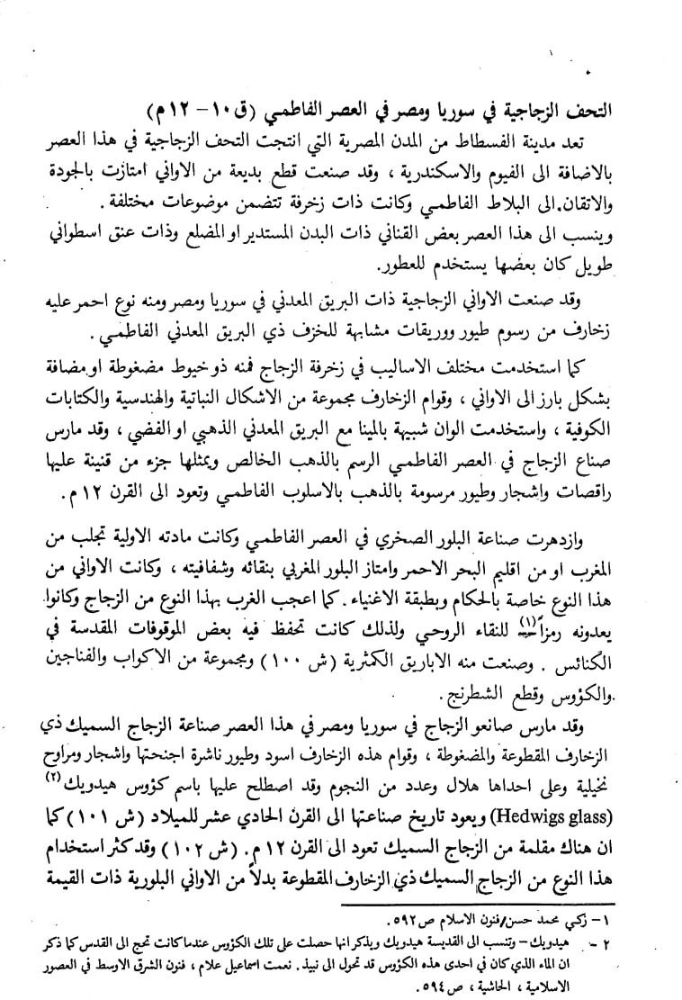 التحف الزجاجية في سوريا ومصر في العصر الفاطمي (ق ١٠ - ١٢ م)
تعد مدينة الفسطاط من المدن المصرية التي انتجت التحف الزجاجية في هذا العصر
بالاضافة الى الفيوم والاسكندرية ، وقد صنعت قطع بديعة من الاواني امتازت بالجودة
والاتقان. الى البلاط الفاطمي وكانت ذات زخرفة تتضمن موضوعات مختلفة .
وينسب الى هذا العصر بعض القناني ذات البدن المستدير او المضلع وذات عنق اسطواني
طويل كان بعضها يستخدم للعطور.
وقد صنعت الاواني الزجاجية ذات البريق المعدني في سوريا ومصر ومنه نوع احمر عليه
زخارف من رسوم طيور ووريقات مشابهة للخزف ذي البريق المعدني الفاطمي .
كما استخدمت مختلف الاساليب في زخرفة الزجاج فمنه ذو خيوط مضغوطة او مضافة
بشكل بارز الى الاواني ، وقوام الزخارف مجموعة من الاشكال النباتية والهندسية والكتابات
الكوفية ، واستخدمت الوان شبيهة بالمينا مع البريق المعدني الذهبي او الفضي ، وقد مارس
صناع الزجاج في العصر الفاطمي الرسم بالذهب الخالص ويمثلها جزء من قنينة عليها
راقصات واشجار وطيور مرسومة بالذهب بالاسلوب الفاطمي وتعود الى القرن ١٢ م .
وازدهرت صناعة البلور الصخري في العصر الفاطمي وكانت مادته الاولية تجلب من
المغرب او من اقليم البحر الاحمر وامتاز البلور المغربي بنقائه وشفافيته ، وكانت الاواني من
هذا النوع خاصة بالحكام وبطبقة الاغنياء . كما اعجب الغرب بهذا النوع من الزجاج وكانوا
يعدونه رمزاً (١) للنقاء الروحي ولذلك كانت تحفظ فيه بعض الموقوفات المقدسة في
الكنائس . وصنعت منه الاباريق الكمثرية (ش ١٠٠) ومجموعة من الاكواب والفناجين
والكؤوس وقطع الشطرنج .
وقد مارس صانعو الزجاج في سوريا ومصر في هذا العصر صناعة الزجاج السميك ذي
الزخارف المقطوعة والمضغوطة ، وقوام هذه الزخارف اسود وطيور ناشرة اجنحتها واشجار ومراوح
نخيلية وعلى احداها هلال وعدد من النجوم وقد اصطلح عليها باسم كؤوس هيدويك (٢)
(Hedwigs glass) ويعود تاريخ صناعتها الى القرن الحادي عشر للميلاد (ش ١٠١) كما
ان هناك مقلمة من الزجاج السميك تعود الى القرن ١٢ م . (ش ١٠٢) وقد كثر استخدام
هذا النوع من الزجاج السميك ذي الزخارف المقطوعة بدلاً من الاواني البلورية ذات القيمة
١ - زكي محمد حسن/فنون الاسلام ص ٥٩٢ .
٢ - هيدويك - وتنسب الى القديسة هيدويك ويذكر انها حصلت على تلك الكؤوس عندما كانت تحج الى القدس كما ذكر
ان الماء الذي كان في احدى هذه الكؤوس قد تحول الى نبيذ . نعمت اسماعيل علام ، فنون الشرق الاوسط في العصور
الاسلامية ، الحاشية ، ص ٥٩٤ .